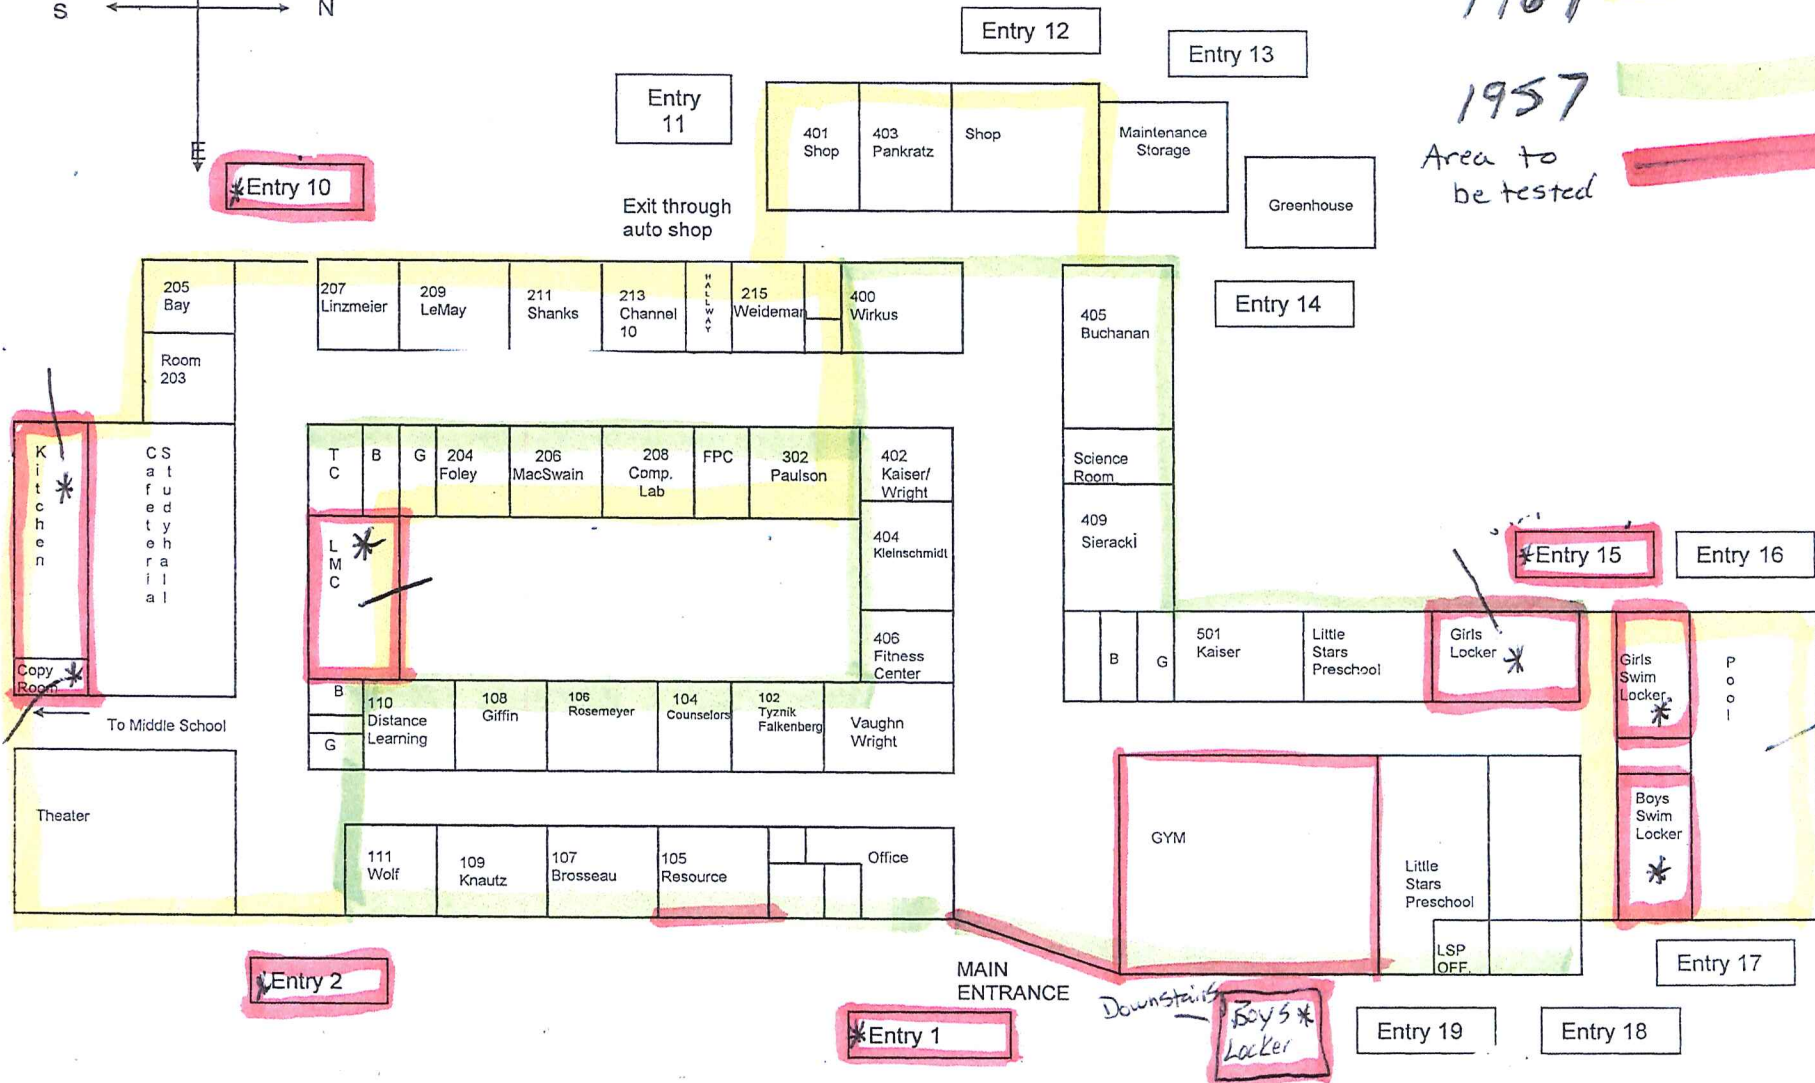 S
N
E
Entry 10
Entry 11
Exit through
auto shop
Entry 12
Entry 13
1957
Area to
be tested
401
Shop
403
Pankratz
Shop
Maintenance
Storage
Greenhouse
Entry 14
205
Bay
Room
203
207
Linzmeier
209
LeMay
211
Shanks
213
Channel
10
HALLWAY
215
Weideman
400
Wirkus
405
Buchanan
Science
Room
409
Sieracki
Kitchen
Cafeteria
Studyhall
Copy
Room
To Middle School
Theater
T
C
B
G
204
Foley
206
MacSwain
208
Comp.
Lab
FPC
302
Paulson
402
Kaiser/
Wright
404
Kleinschmidt
406
Fitness
Center
LMC
B
G
110
Distance
Learning
108
Giffin
106
Rosemeyer
104
Counselors
102
Tyznik
Falkenberg
Vaughn
Wright
111
Wolf
109
Knautz
107
Brosseau
105
Resource
Office
B
G
501
Kaiser
Little
Stars
Preschool
Girls
Locker
Entry 15
Entry 16
Girls
Swim
Locker
Pool
Boys
Swim
Locker
GYM
Little
Stars
Preschool
LSP
OFF.
Entry 17
Entry 2
MAIN
ENTRANCE
Entry 1
Downstairs
Boys
Locker
Entry 19
Entry 18